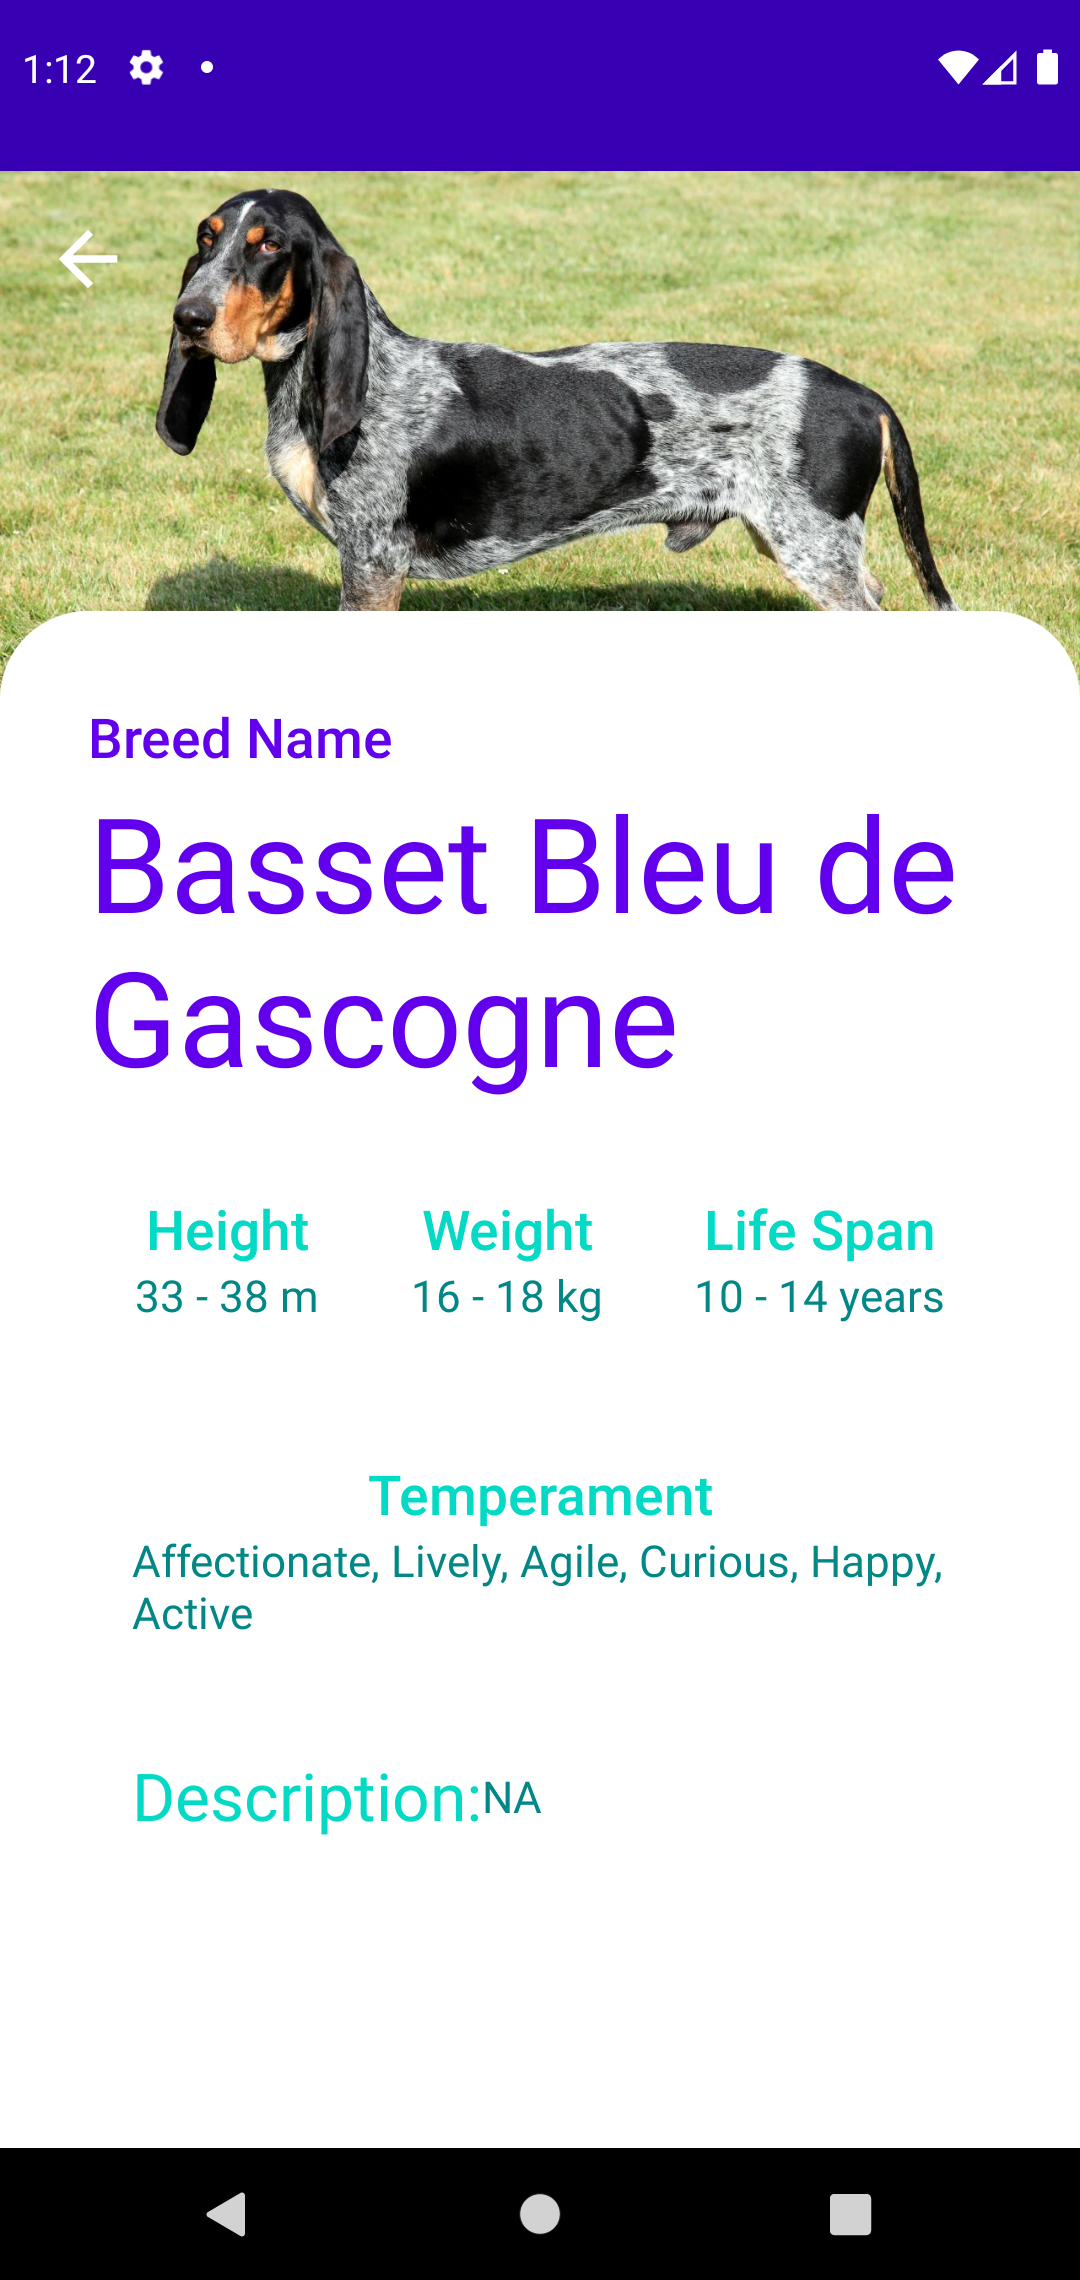 1:12
Breed Name
Basset Bleu de
Gascogne
Height Weight Life Span
33 - 38 m 16 - 18 kg 10 - 14 years
Temperament
Affectionate, Lively, Agile, Curious, Happy,
Active
Description:NA